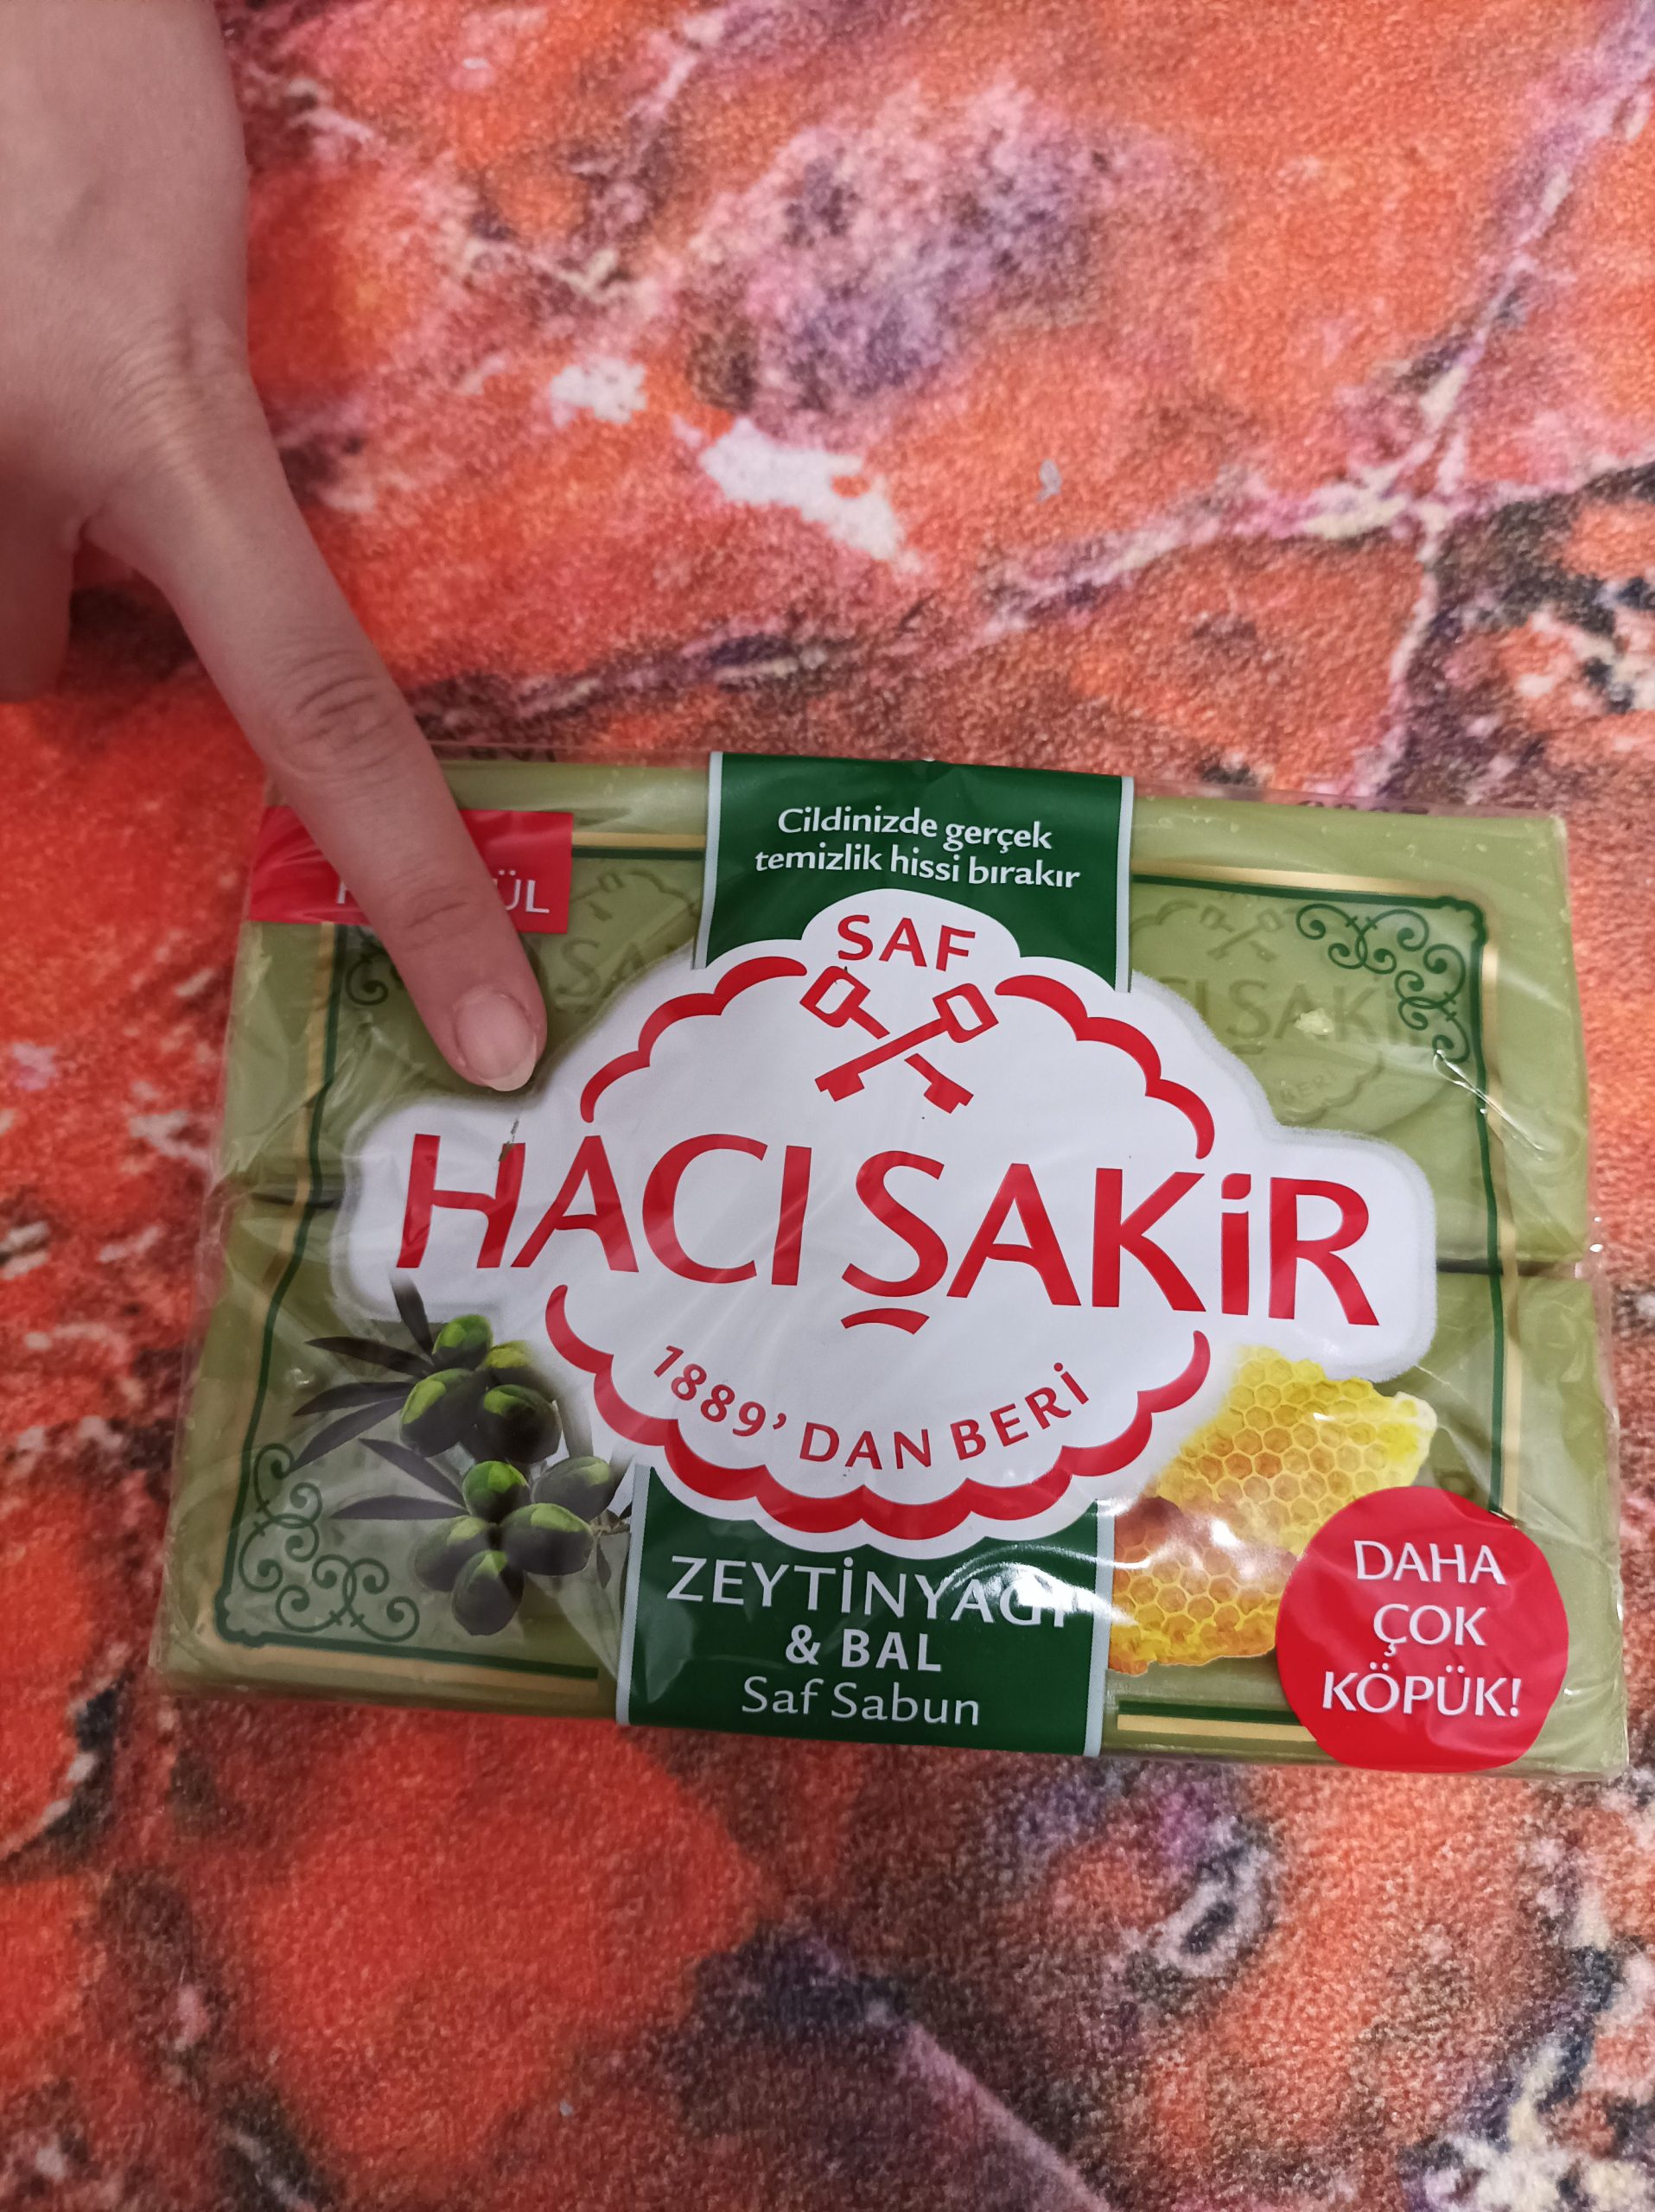 Cildinizde gerçek
temizlik hissi bırakır
SAF
HACI ŞAKİR
1889' DAN BERİ
ZEYTİNYAĞI
& BAL
Saf Sabun
DAHA
ÇOK
KÖPÜK!